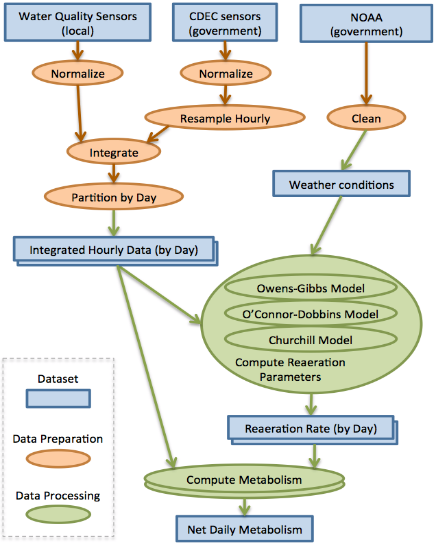 Water Quality Sensors
(local)
CDEC sensors
(government)
NOAA
(government)
Normalize
Normalize
Resample Hourly
Clean
Integrate
Partition by Day
Weather conditions
Integrated Hourly Data (by Day)
Owens-Gibbs Model
O'Connor-Dobbins Model
Churchill Model
Compute Reaeration
Parameters
Reaeration Rate (by Day)
Compute Metabolism
Net Daily Metabolism
Dataset
Data Preparation
Data Processing